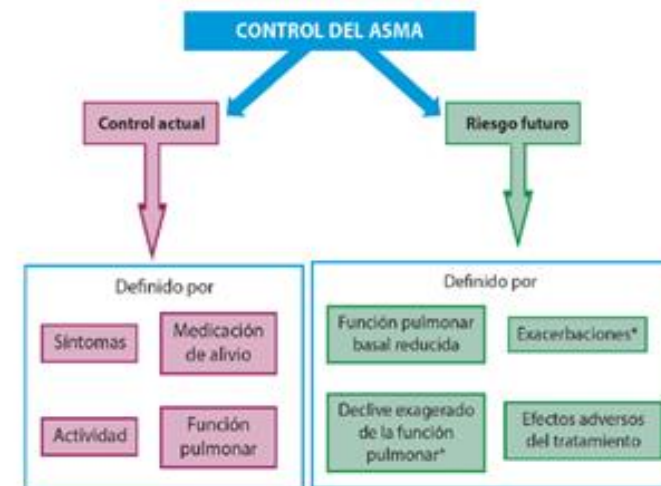 CONTROL DEL ASMA
Control actual
Riesgo futuro
Definido por
Síntomas
Medicación
de alivio
Actividad
Función
pulmonar
Definido por
Función pulmonar
basal reducida
Exacerbaciones*
Declive exagerado
de la función
pulmonar*
Efectos adversos
del tratamiento